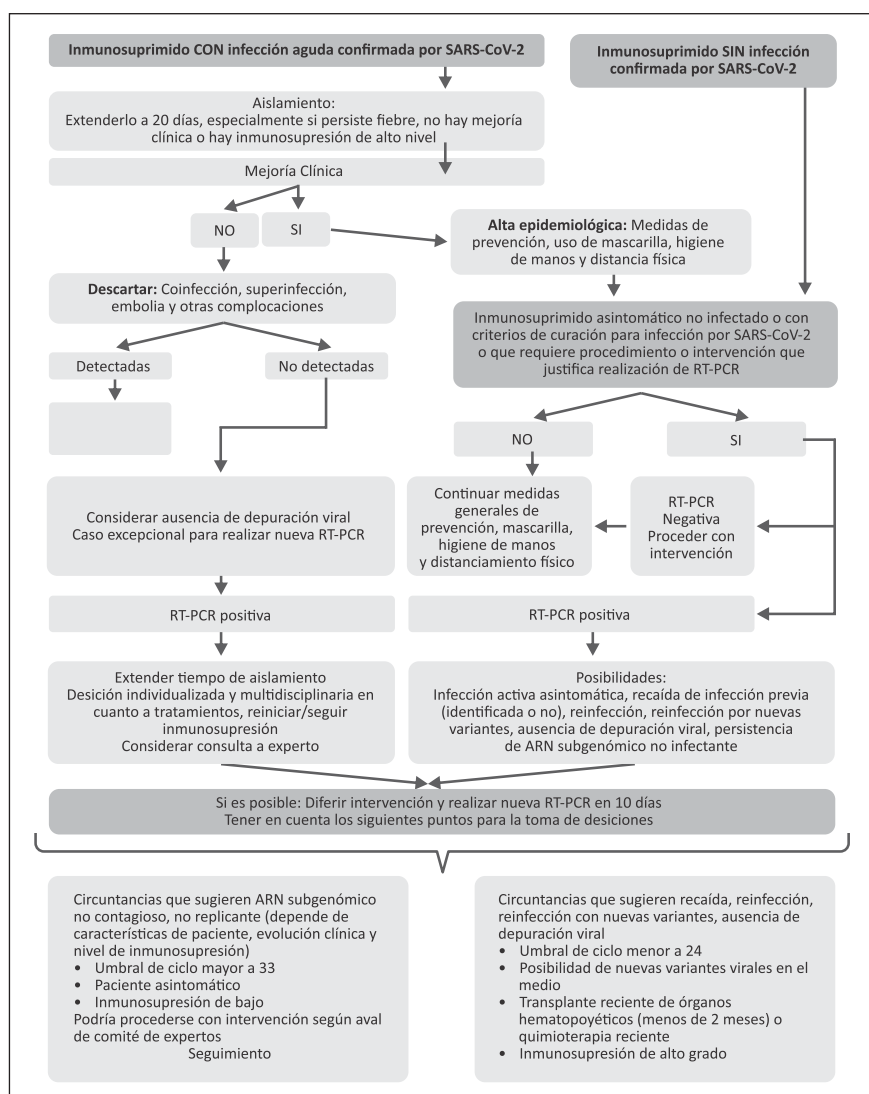 Inmunosuprimido CON infección aguda confirmada por SARS-CoV-2
Inmunosuprimido SIN infección
confirmada por SARS-CoV-2
Aislamiento:
Extenderlo a 20 días, especialmente si persiste fiebre, no hay mejoría
clínica o hay inmunosupresión de alto nivel
Mejoría Clínica
NO
SI
Alta epidemiológica: Medidas de
prevención, uso de mascarilla, higiene
de manos y distancia física
Descartar: Coinfección, superinfección,
embolia y otras complocaciones
Inmunosuprimido asintomático no infectado o con
criterios de curación para infección por SARS-CoV-2
o que requiere procedimiento o intervención que
justifica realización de RT-PCR
Detectadas
No detectadas
NO
SI
Considerar ausencia de depuración viral
Caso excepcional para realizar nueva RT-PCR
Continuar medidas
generales de
prevención, mascarilla,
higiene de manos
y distanciamiento físico
RT-PCR
Negativa
Proceder con
intervención
RT-PCR positiva
RT-PCR positiva
Extender tiempo de aislamiento
Desición individualizada y multidisciplinaria en
cuanto a tratamientos, reiniciar/seguir
inmunosupresión
Considerar consulta a experto
Posibilidades:
Infección activa asintomática, recaída de infección previa
(identificada o no), reinfección, reinfección por nuevas
variantes, ausencia de depuración viral, persistencia
de ARN subgenómico no infectante
Si es posible: Diferir intervención y realizar nueva RT-PCR en 10 días
Tener en cuenta los siguientes puntos para la toma de desiciones
Circuntancias que sugieren ARN subgenómico
no contagioso, no replicante (depende de
características de paciente, evolución clínica y
nivel de inmunosupresión)
• Umbral de ciclo mayor a 33
• Paciente asintomático
• Inmunosupresión de bajo
Podría procederse con intervención según aval
de comité de expertos
Seguimiento
Circuntancias que sugieren recaída, reinfección,
reinfección con nuevas variantes, ausencia de
depuración viral
• Umbral de ciclo menor a 24
• Posibilidad de nuevas variantes virales en el
medio
• Transplante reciente de órganos
hematopoyéticos (menos de 2 meses) o
quimioterapia reciente
• Inmunosupresión de alto grado